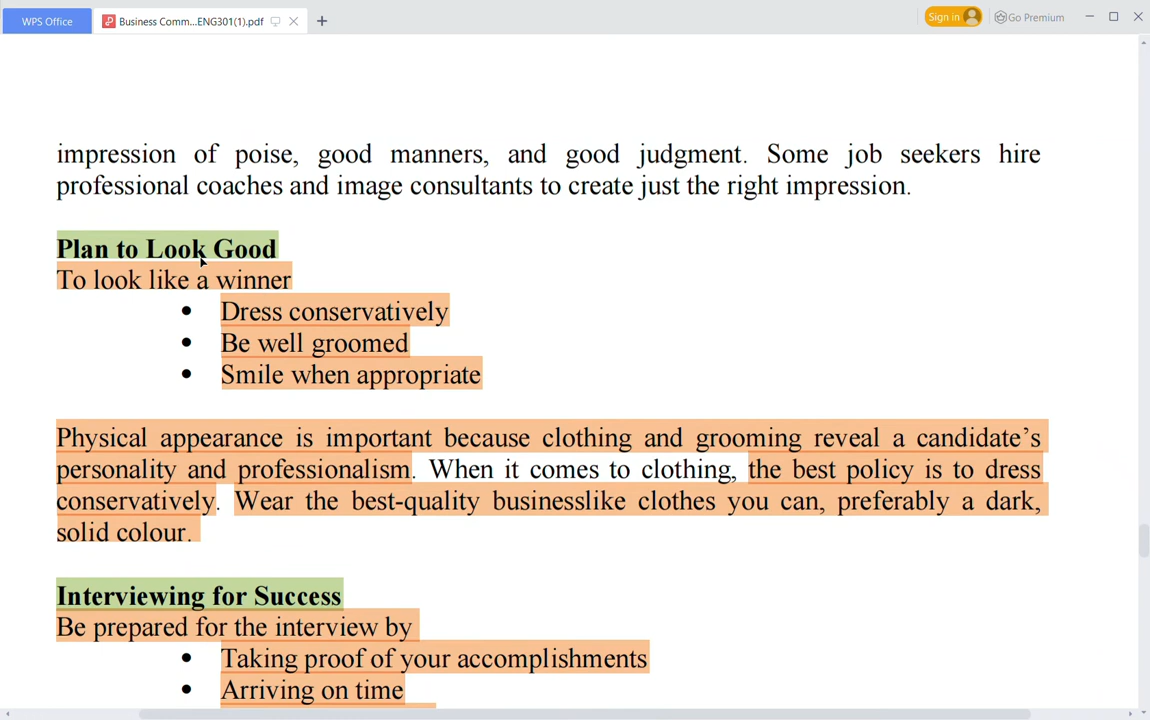 WPS Office
Business Comm...ENG301(1).pdf
Sign in
Go Premium
impression of poise, good manners, and good judgment. Some job seekers hire
professional coaches and image consultants to create just the right impression.
Plan to Look Good
To look like a winner
• Dress conservatively
• Be well groomed
• Smile when appropriate
Physical appearance is important because clothing and grooming reveal a candidate's
personality and professionalism. When it comes to clothing, the best policy is to dress
conservatively. Wear the best-quality businesslike clothes you can, preferably a dark,
solid colour.
Interviewing for Success
Be prepared for the interview by
• Taking proof of your accomplishments
• Arriving on time